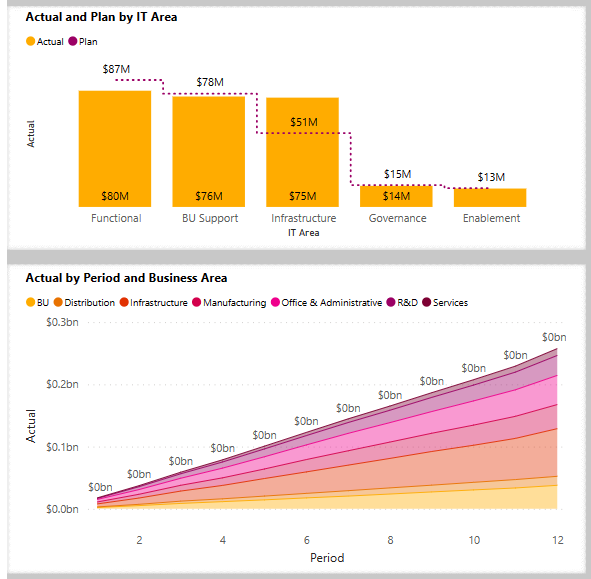 Actual and Plan by IT Area
Actual Plan
$87M
$78M
$51M
$15M
$13M
$80M
$76M
$75M
$14M
Actual
Functional BU Support Infrastructure Governance Enablement
IT Area
Actual by Period and Business Area
BU Distribution Infrastructure Manufacturing Office & Administrative R&D Services
$0.3bn
$0.2bn
$0.1bn
$0.0bn
Actual
$0bn
$0bn
$0bn
$0bn
$0bn
$0bn
$0bn
$0bn
$0bn
$0bn
$0bn
$0bn
2 4 6 8 10 12
Period